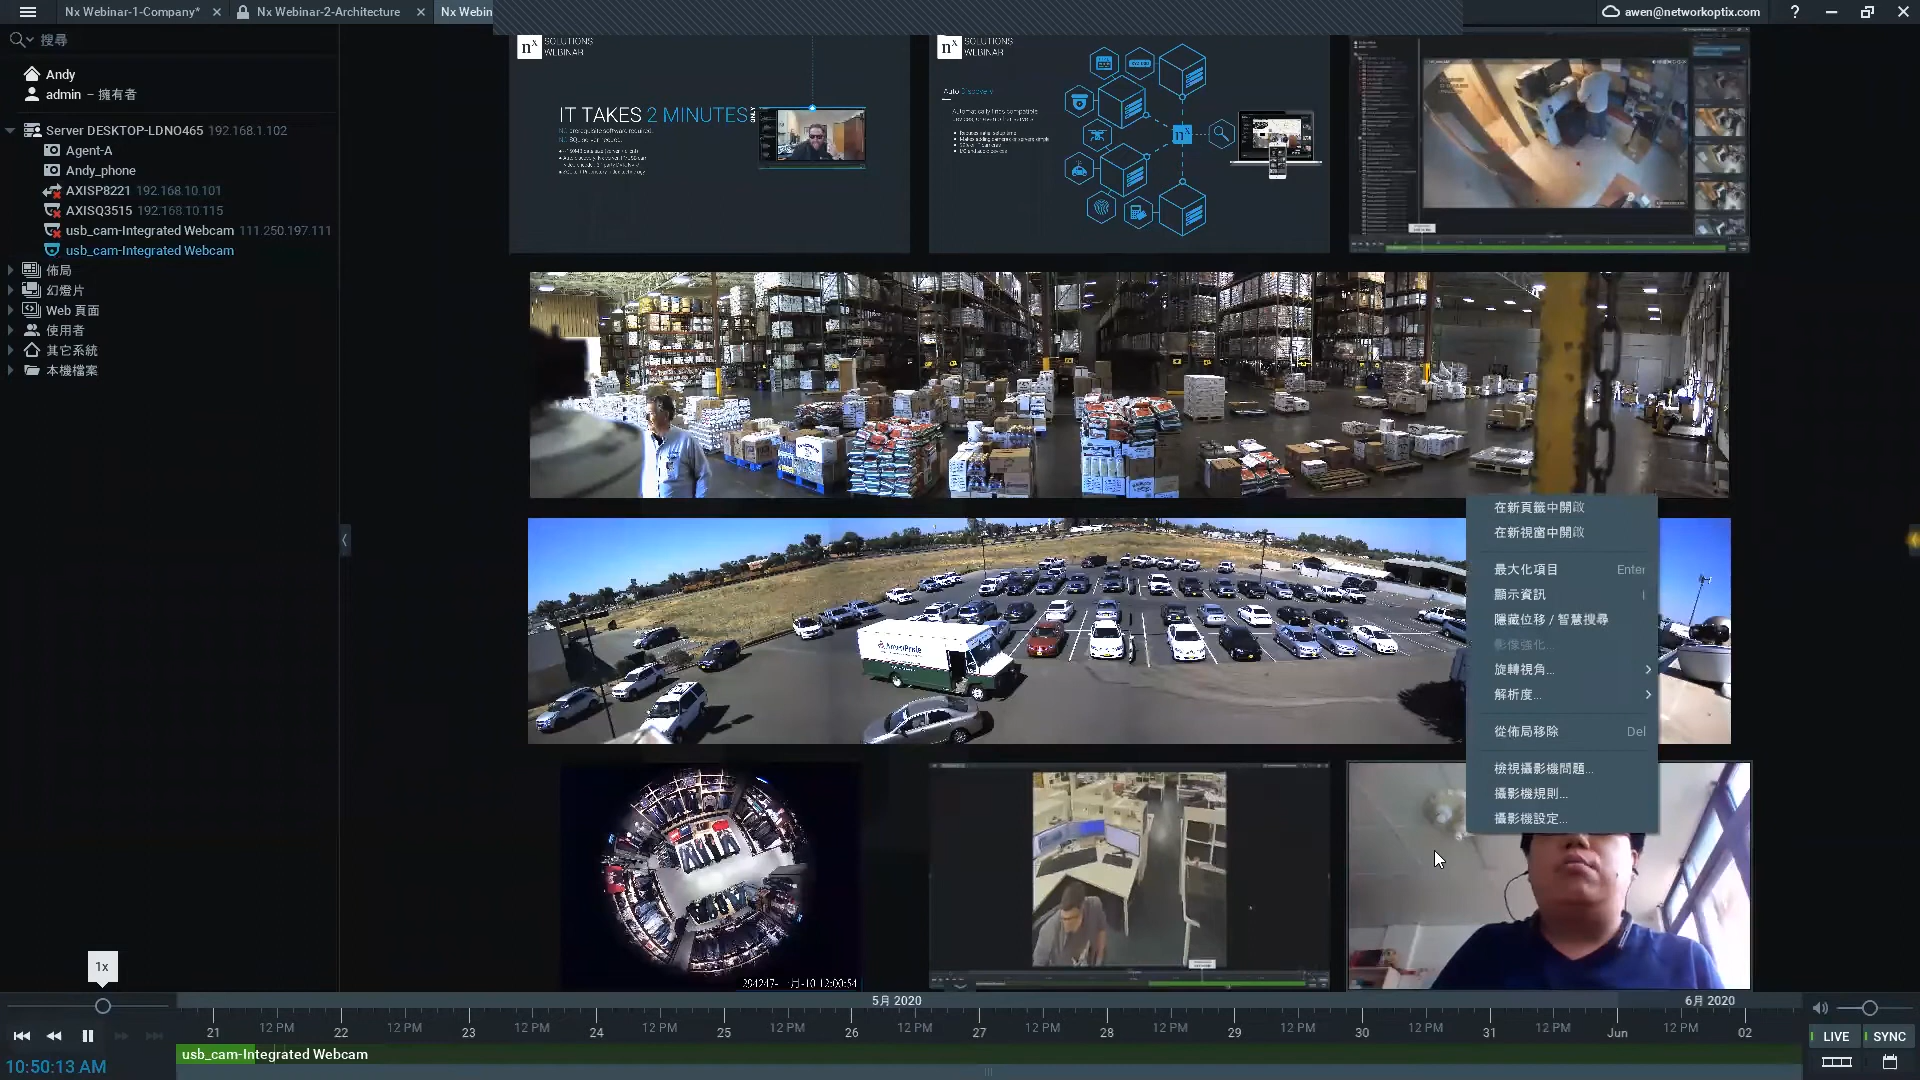 Nx Webinar-1-Company*
Nx Webinar-2-Architecture
Nx Webin
awen@networkoptix.com
搜尋
Andy
admin – 擁有者
Server DESKTOP-LDNO465 192.168.1.102
Agent-A
Andy_phone
AXISP8221 192.168.10.101
AXISQ3515 192.168.10.115
usb_cam-Integrated Webcam 111.250.197.111
usb_cam-Integrated Webcam
佈局
幻燈片
Web 頁面
使用者
其它系統
本機檔案
nx SOLUTIONS
WEBINAR
IT TAKES 2 MINUTES
nx SOLUTIONS
WEBINAR
Auto Discovery
nx
在新頁籤中開啟
在新視窗中開啟
最大化項目 Enter
顯示資訊 I
隱藏位移 / 智慧搜尋
影像強化...
旋轉視角...
解析度...
從佈局移除 Del
檢視攝影機問題...
攝影機規則...
攝影機設定...
1x
5月 2020
6月 2020
21 12 PM 22 12 PM 23 12 PM 24 12 PM 25 12 PM 26 12 PM 27 12 PM 28 12 PM 29 12 PM 30 12 PM 31 12 PM Jun 12 PM 02
LIVE SYNC
usb_cam-Integrated Webcam
10:50:13 AM